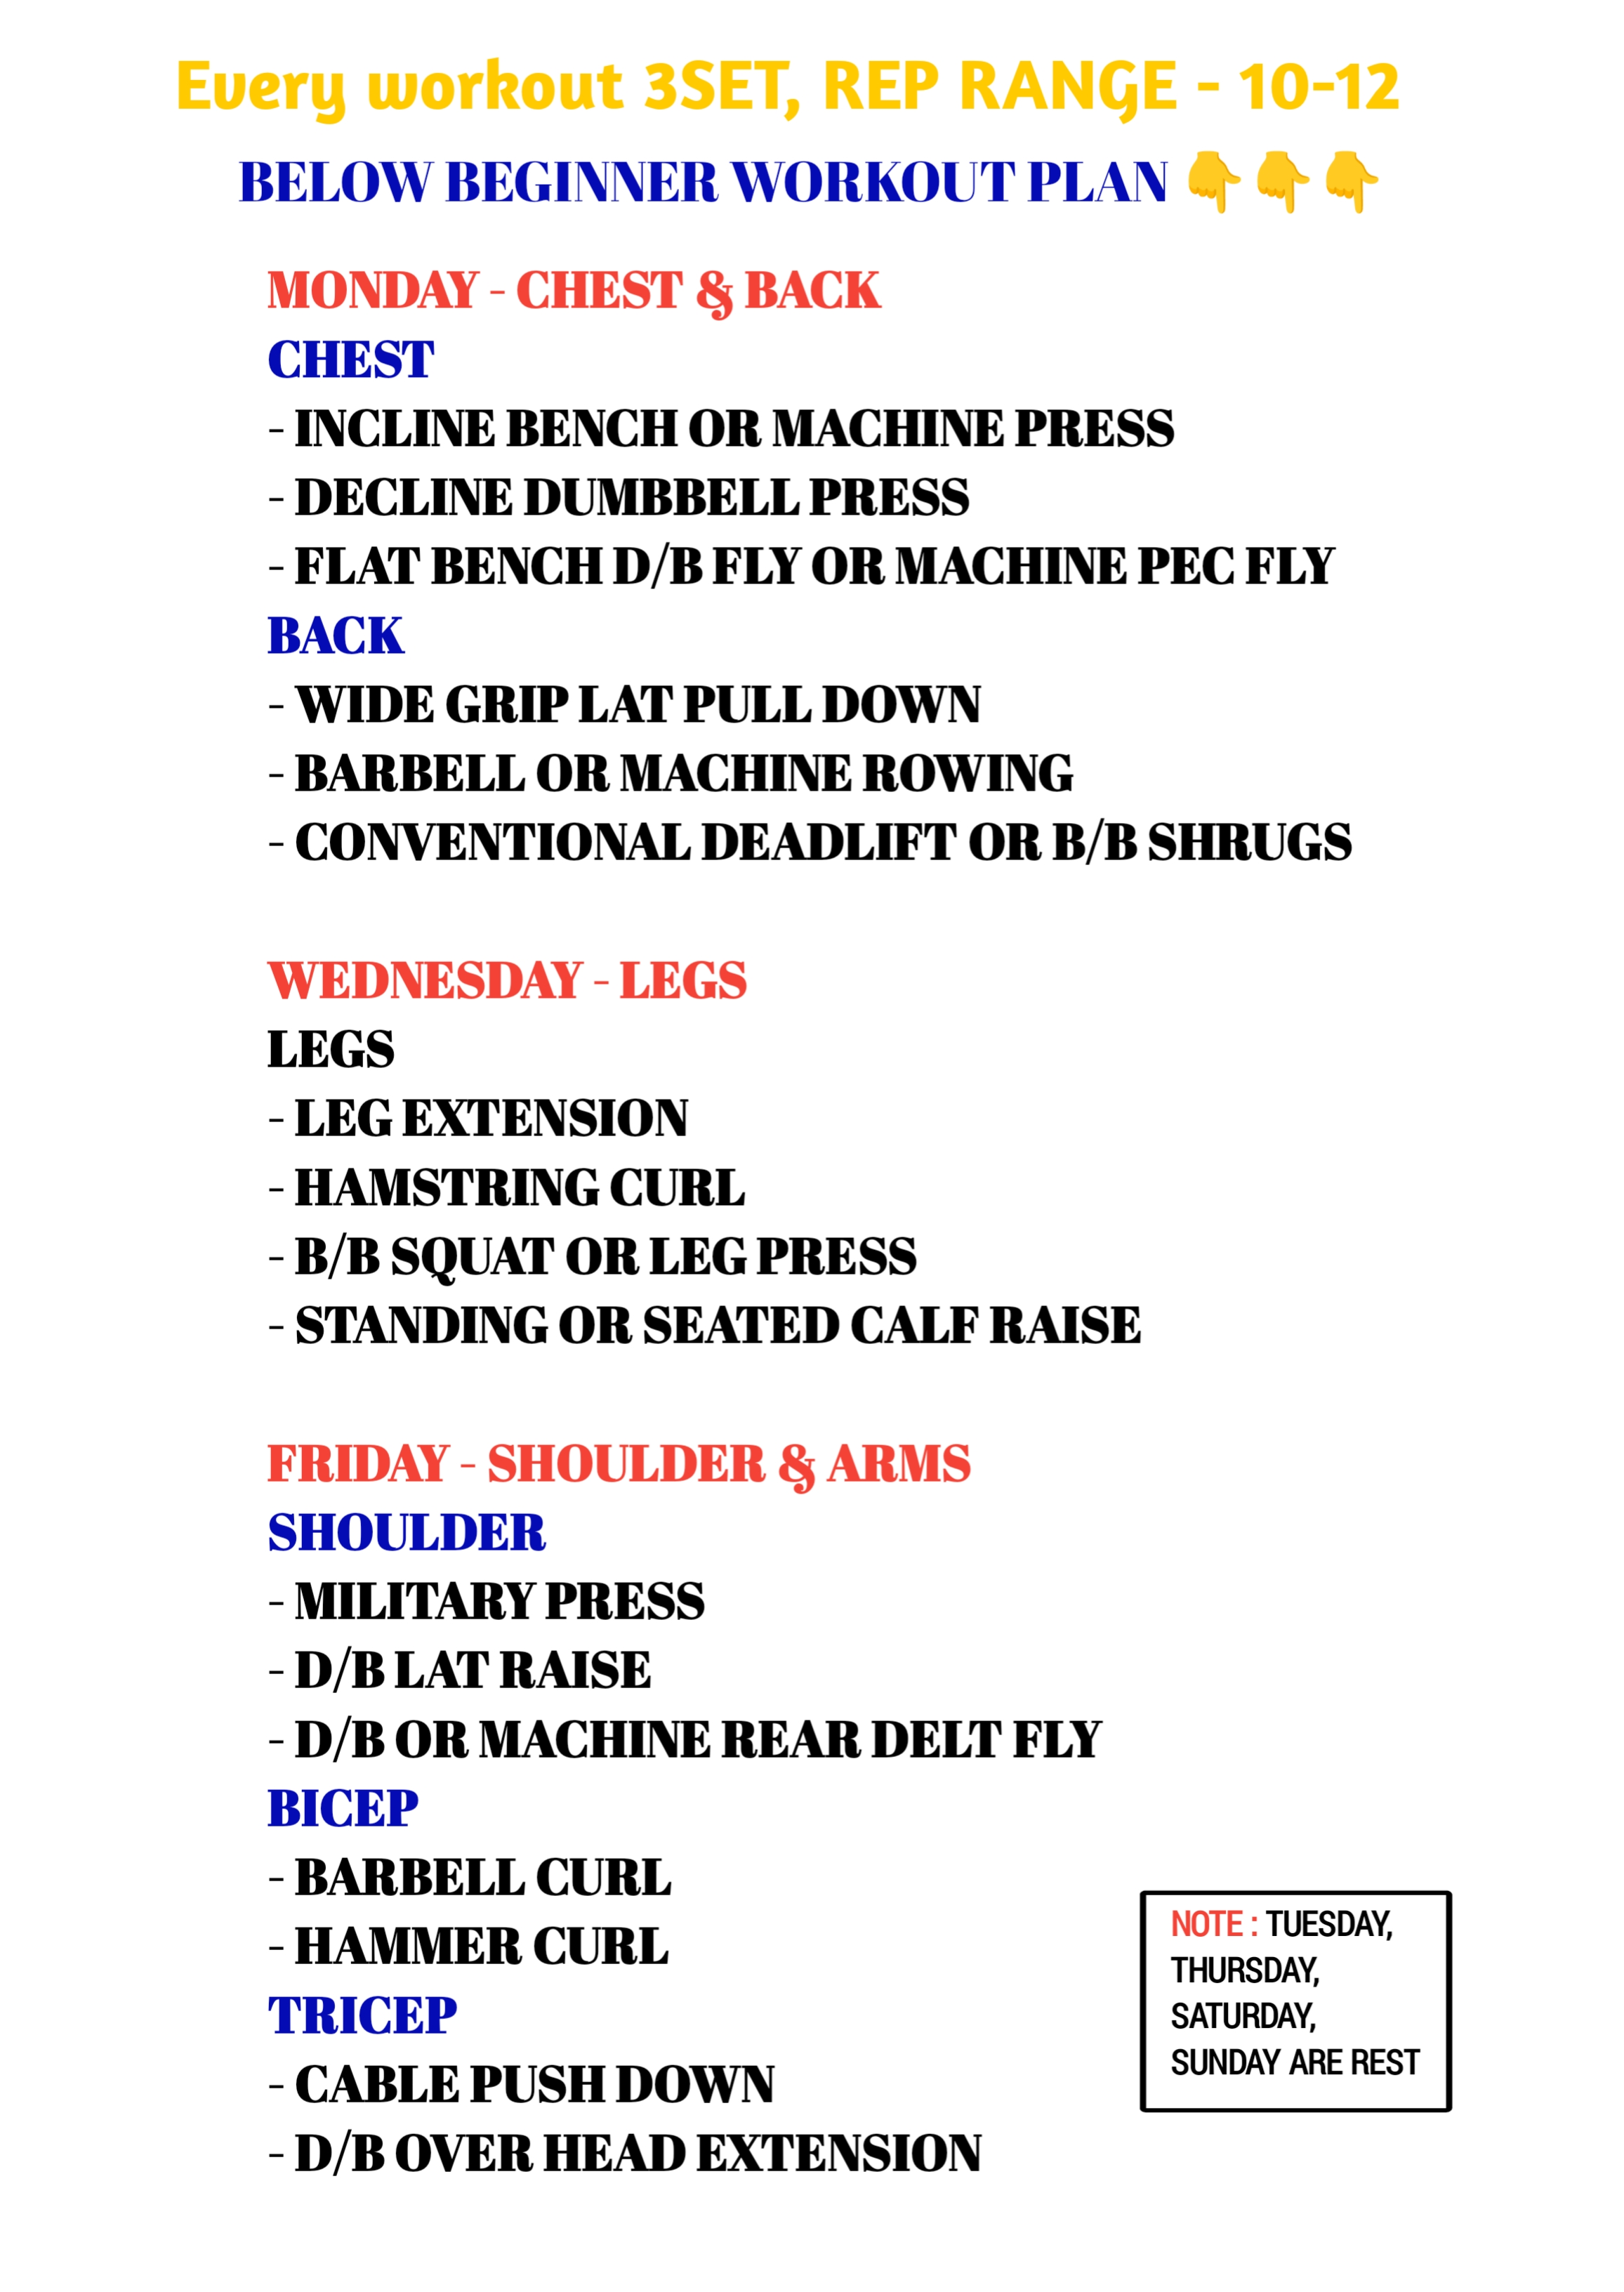 Every workout 3SET, REP RANGE - 10-12
BELOW BEGINNER WORKOUT PLAN 👇👇👇
MONDAY - CHEST & BACK
CHEST
- INCLINE BENCH OR MACHINE PRESS
- DECLINE DUMBBELL PRESS
- FLAT BENCH D/B FLY OR MACHINE PEC FLY
BACK
- WIDE GRIP LAT PULL DOWN
- BARBELL OR MACHINE ROWING
- CONVENTIONAL DEADLIFT OR B/B SHRUGS
WEDNESDAY - LEGS
LEGS
- LEG EXTENSION
- HAMSTRING CURL
- B/B SQUAT OR LEG PRESS
- STANDING OR SEATED CALF RAISE
FRIDAY - SHOULDER & ARMS
SHOULDER
- MILITARY PRESS
- D/B LAT RAISE
- D/B OR MACHINE REAR DELT FLY
BICEP
- BARBELL CURL
- HAMMER CURL
TRICEP
- CABLE PUSH DOWN
- D/B OVER HEAD EXTENSION
NOTE : TUESDAY,
THURSDAY,
SATURDAY,
SUNDAY ARE REST